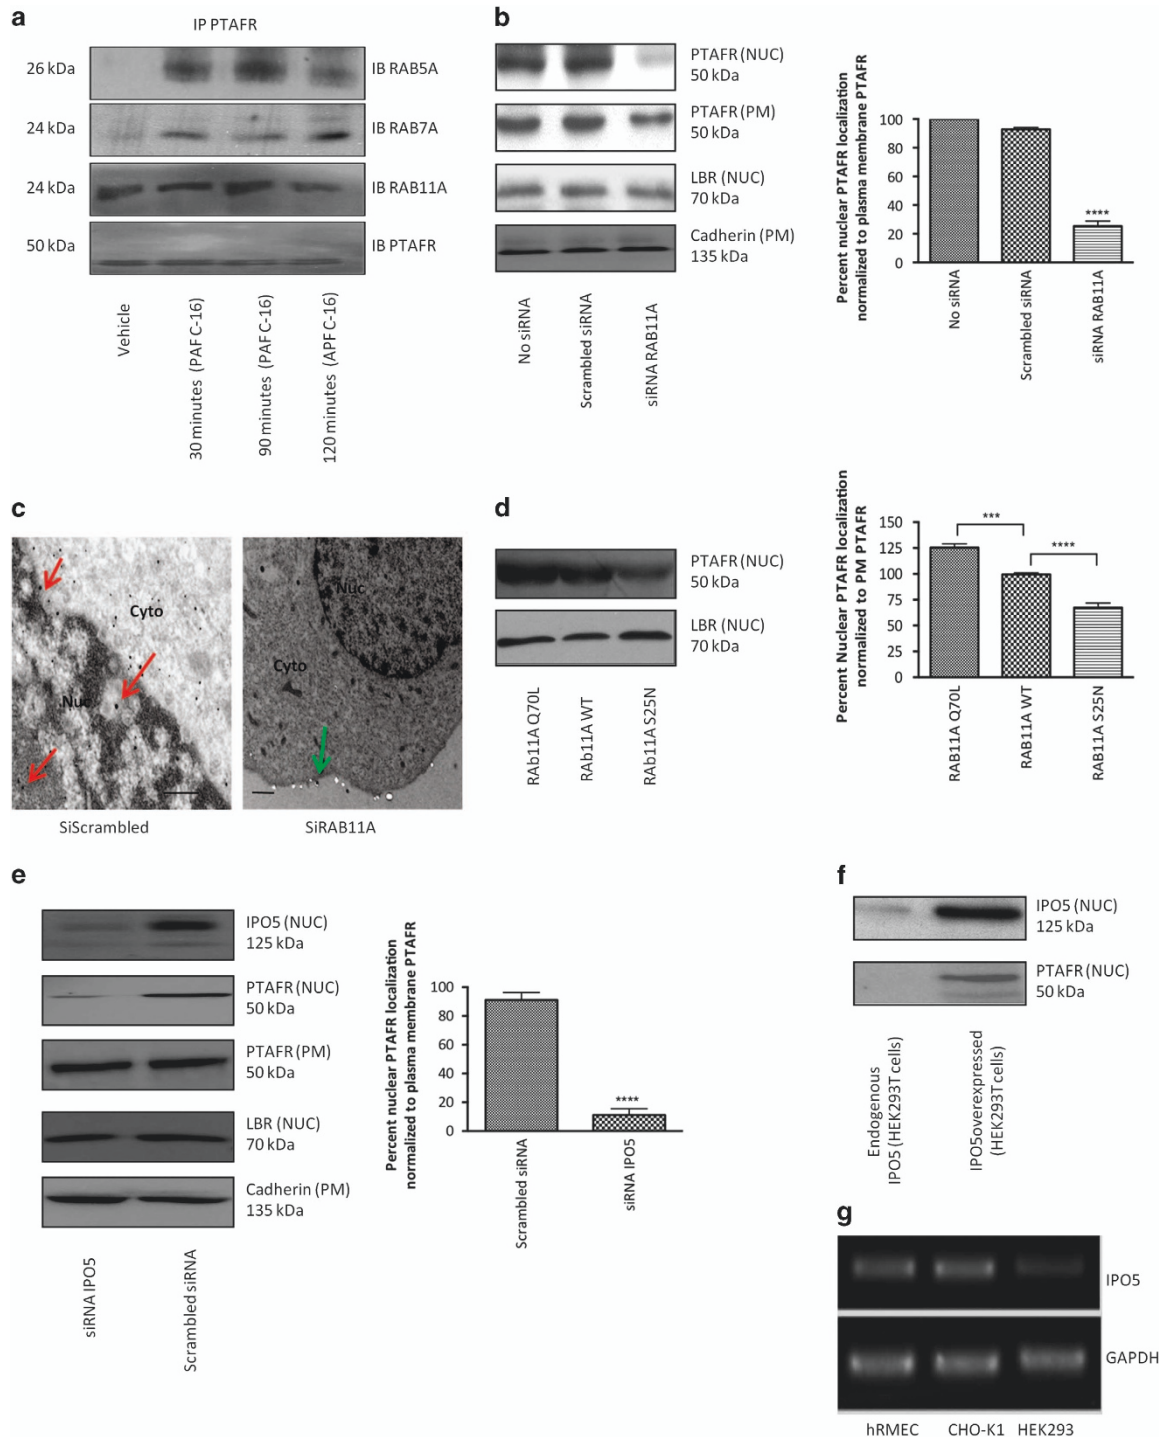 a
IP PTAFR
26 kDa
IB RAB5A
24 kDa
IB RAB7A
24 kDa
IB RAB11A
50 kDa
IB PTAFR
Vehicle
30 minutes (PAF C-16)
90 minutes (PAF C-16)
120 minutes (APF C-16)
b
PTAFR (NUC)
50 kDa
PTAFR (PM)
50 kDa
LBR (NUC)
70 kDa
Cadherin (PM)
135 kDa
No siRNA
Scrambled siRNA
siRNA RAB11A
Percent nuclear PTAFR localization
normalized to plasma membrane PTAFR
100
80
60
40
20
0
****
No siRNA
Scrambled siRNA
siRNA RAB11A
c
Cyto
Nuc
SiScrambled
Nuc
Cyto
SiRAB11A
d
PTAFR (NUC)
50 kDa
LBR (NUC)
70 kDa
RAb11A Q70L
RAb11A WT
RAb11A S25N
Percent Nuclear PTAFR localization
normalized to PM PTAFR
150
125
100
75
50
25
0
***
****
RAB11A Q70L
RAB11A WT
RAB11A S25N
e
IPO5 (NUC)
125 kDa
PTAFR (NUC)
50 kDa
PTAFR (PM)
50 kDa
LBR (NUC)
70 kDa
Cadherin (PM)
135 kDa
siRNA IPO5
Scrambled siRNA
Percent nuclear PTAFR localization
normalized to plasma membrane PTAFR
100
80
60
40
20
0
****
Scrambled siRNA
siRNA IPO5
f
IPO5 (NUC)
125 kDa
PTAFR (NUC)
50 kDa
Endogenous
IPO5 (HEK293T cells)
IPO5overexpressed
(HEK293T cells)
g
IPO5
GAPDH
hRMEC
CHO-K1
HEK293